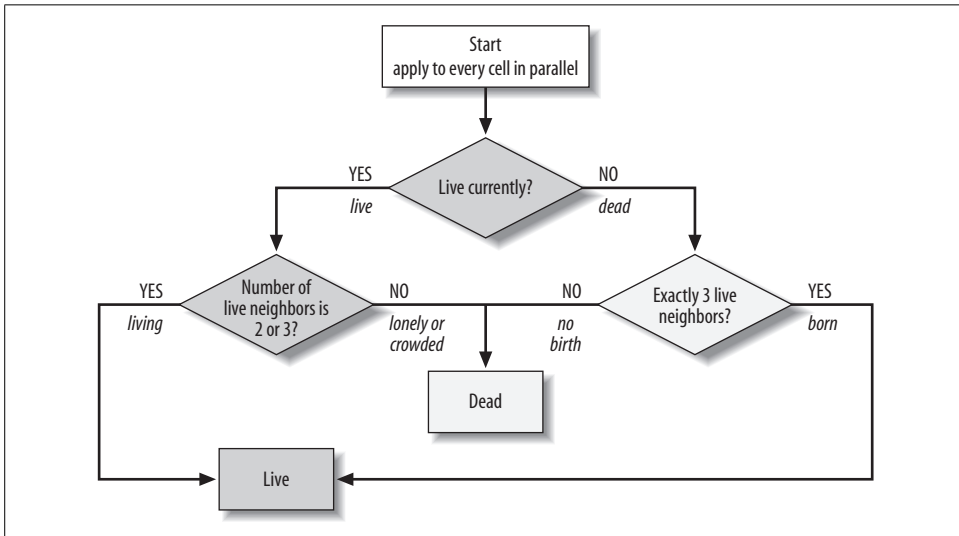 Start
apply to every cell in parallel
Live currently?
YES
live
NO
dead
Number of
live neighbors is
2 or 3?
YES
living
NO
lonely or
crowded
Exactly 3 live
neighbors?
NO
no
birth
YES
born
Dead
Live